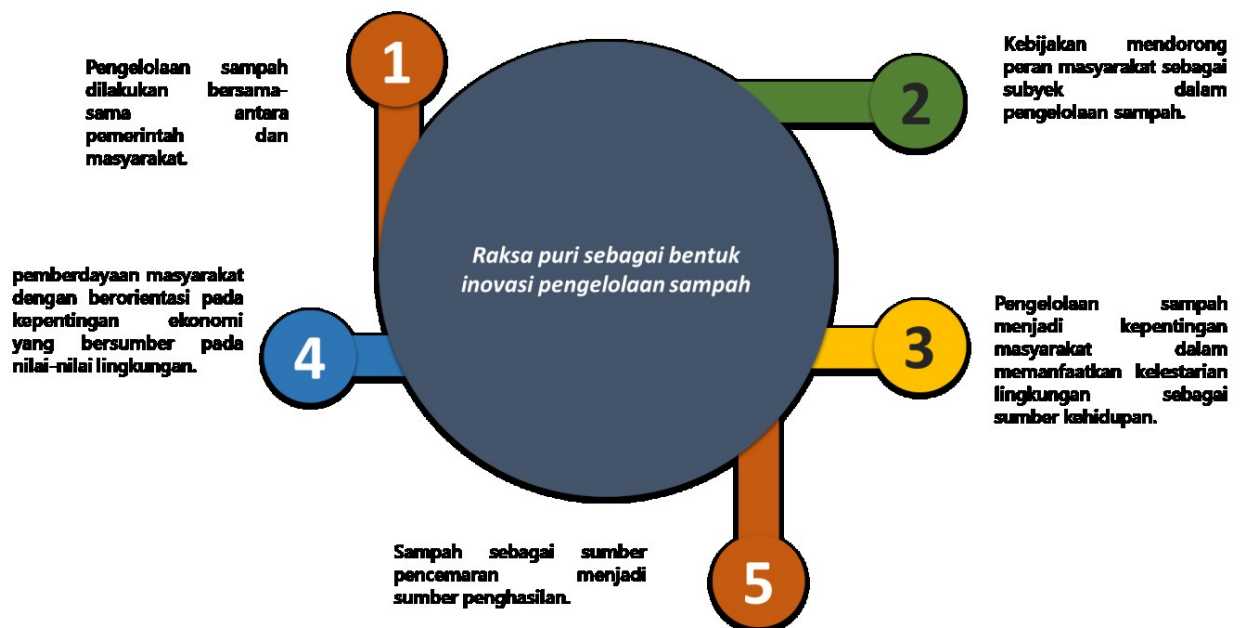 1
Pengelolaan sampah
dilakukan bersama-
sama antara
pemerintah dan
masyarakat.
2
Kebijakan mendorong
peran masyarakat sebagai
subyek dalam
pengelolaan sampah.
Raksa puri sebagai bentuk
inovasi pengelolaan sampah
3
Pengelolaan sampah
menjadi kepentingan
masyarakat dalam
memanfaatkan kelestarian
lingkungan sebagai
sumber kehidupan.
4
pemberdayaan masyarakat
dengan berorientasi pada
kepentingan ekonomi
yang bersumber pada
nilai-nilai lingkungan.
5
Sampah sebagai sumber
pencemaran menjadi
sumber penghasilan.